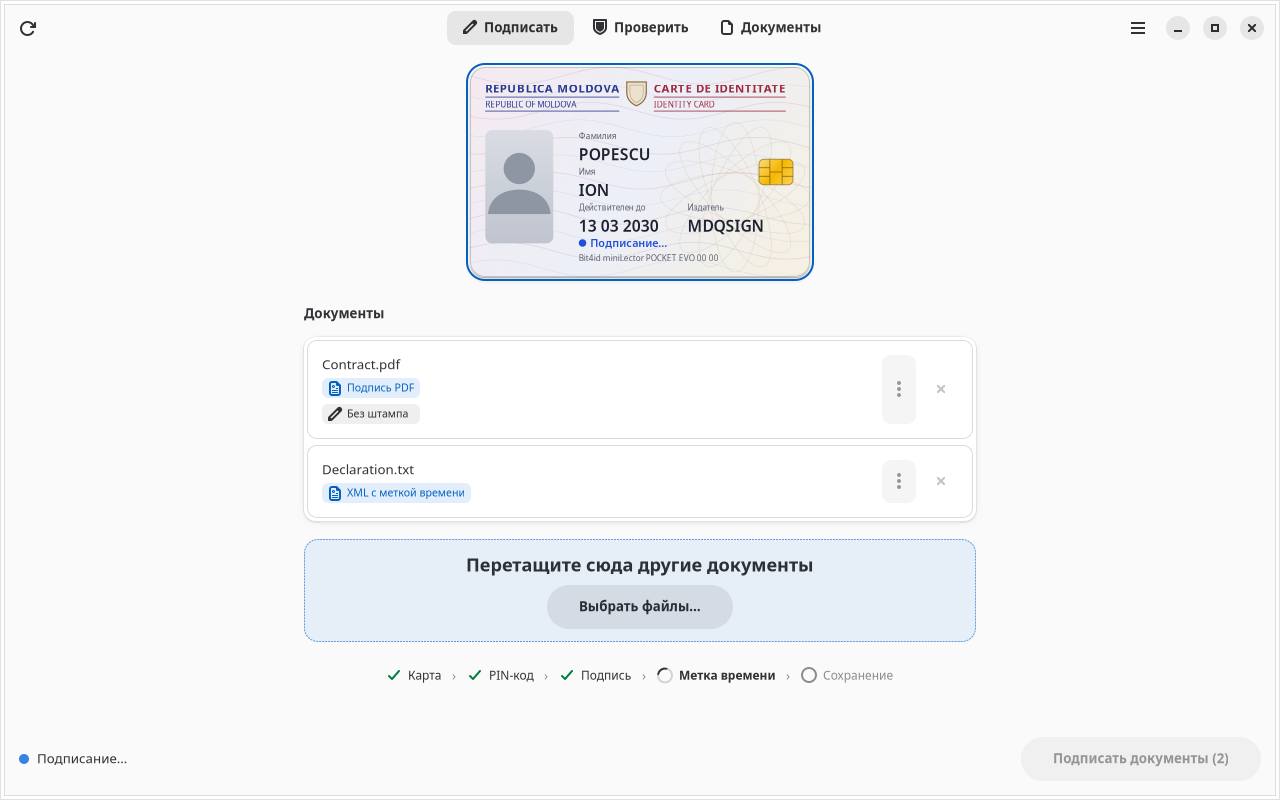 Подписать
Проверить
Документы
REPUBLICA MOLDOVA
REPUBLIC OF MOLDOVA
CARTE DE IDENTITATE
IDENTITY CARD
Фамилия
POPESCU
Имя
ION
Действителен до
Издатель
13 03 2030
MDQSIGN
Подписание...
Bit4id miniLector POCKET EVO 00 00
Документы
Contract.pdf
Подпись PDF
Без штампа
Declaration.txt
XML с меткой времени
Перетащите сюда другие документы
Выбрать файлы...
Карта › PIN-код › Подпись › Метка времени › Сохранение
Подписание...
Подписать документы (2)